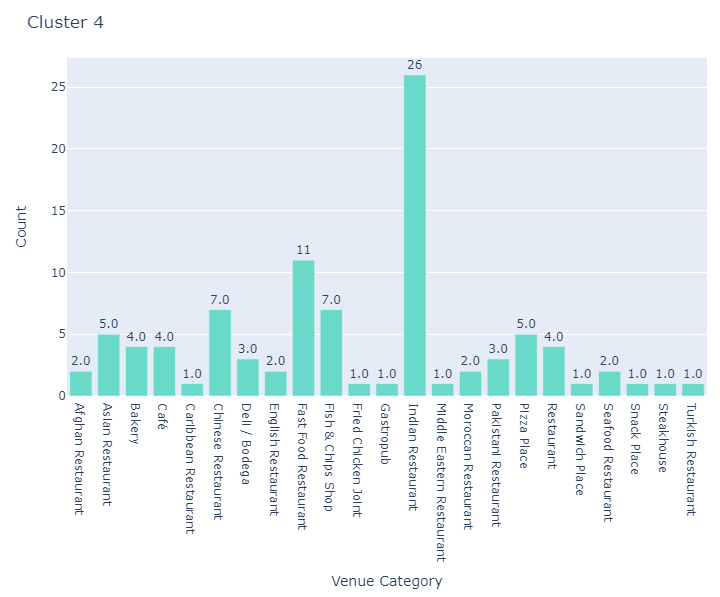 Cluster 4
Count
25
20
15
10
5
0
2.0
5.0
4.0
4.0
1.0
7.0
3.0
2.0
11
7.0
1.0
1.0
26
1.0
2.0
3.0
5.0
4.0
1.0
2.0
1.0
1.0
1.0
Afghan Restaurant
Asian Restaurant
Bakery
Café
Caribbean Restaurant
Chinese Restaurant
Deli / Bodega
English Restaurant
Fast Food Restaurant
Fish & Chips Shop
Fried Chicken Joint
Gastropub
Indian Restaurant
Middle Eastern Restaurant
Moroccan Restaurant
Pakistani Restaurant
Pizza Place
Restaurant
Sandwich Place
Seafood Restaurant
Snack Place
Steakhouse
Turkish Restaurant
Venue Category